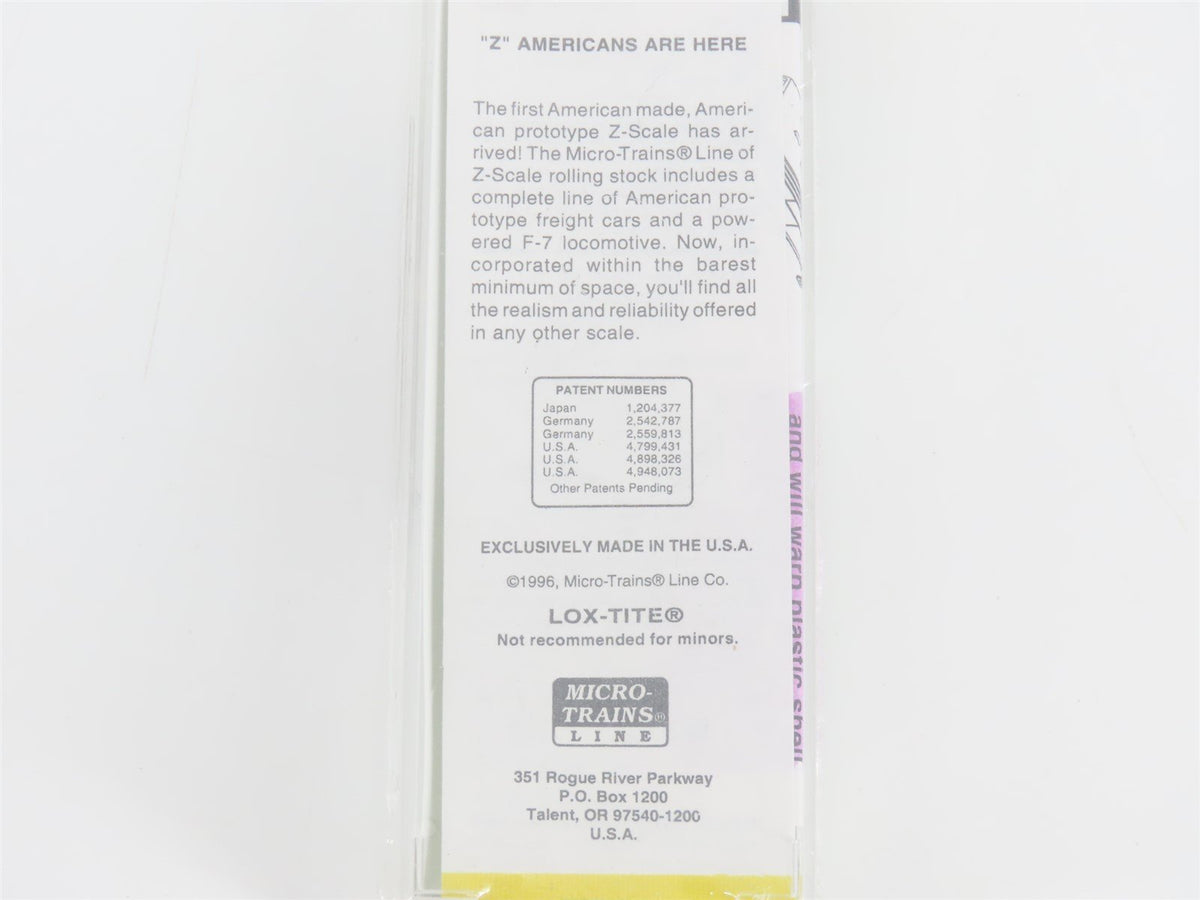 "Z" AMERICANS ARE HERE
The first American made, Ameri-
can prototype Z-Scale has ar-
rived! The Micro-Trains® Line of
Z-Scale rolling stock includes a
complete line of American pro-
totype freight cars and a pow-
ered F-7 locomotive. Now, in-
corporated within the barest
minimum of space, you'll find all
the realism and reliability offered
in any other scale.
PATENT NUMBERS
Japan 1,204,377
Germany 2,542,787
Germany 2,559,813
U.S.A. 4,799,431
U.S.A. 4,898,326
U.S.A. 4,948,073
Other Patents Pending
EXCLUSIVELY MADE IN THE U.S.A.
©1996, Micro-Trains® Line Co.
LOX-TITE®
Not recommended for minors.
MICRO-
TRAINS®
LINE
351 Rogue River Parkway
P.O. Box 1200
Talent, OR 97540-1200
U.S.A.
and will warp plastic shell